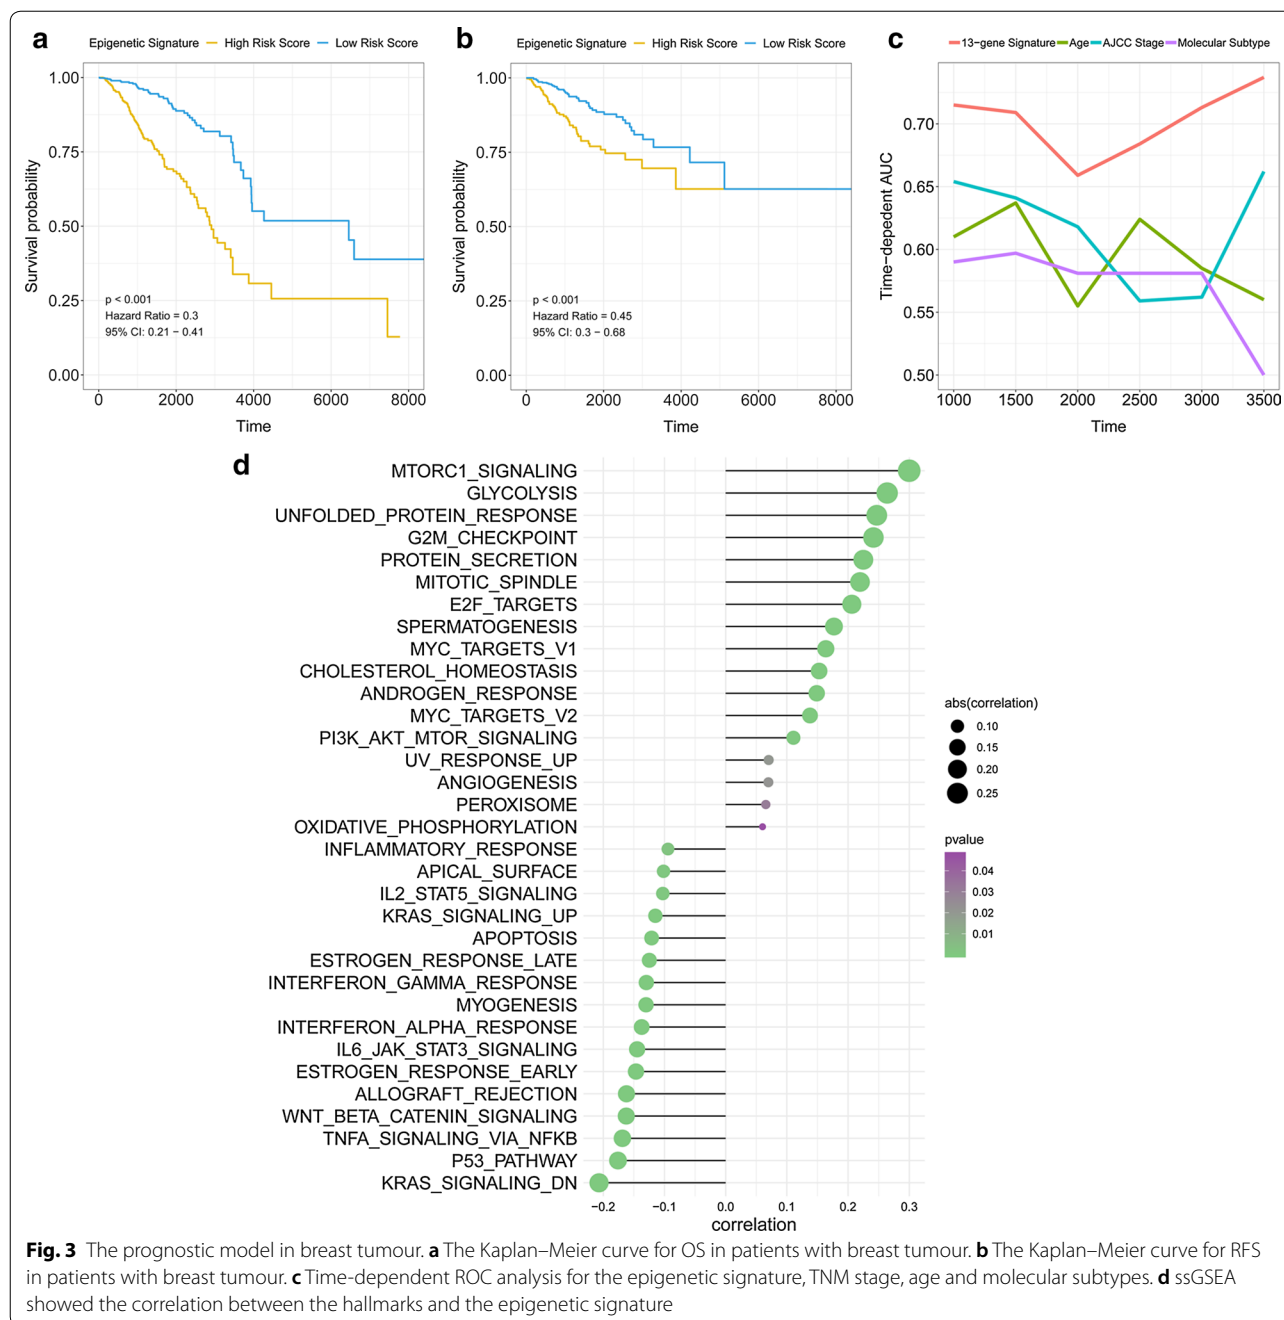 a
Epigenetic Signature High Risk Score Low Risk Score
Survival probability
1.00
0.75
0.50
0.25
0.00
p < 0.001
Hazard Ratio = 0.3
95% CI: 0.21 − 0.41
0 2000 4000 6000 8000
Time
b
Epigenetic Signature High Risk Score Low Risk Score
Survival probability
1.00
0.75
0.50
0.25
0.00
p < 0.001
Hazard Ratio = 0.45
95% CI: 0.3 − 0.68
0 2000 4000 6000 8000
Time
c
13−gene Signature Age AJCC Stage Molecular Subtype
Time−depedent AUC
0.70
0.65
0.60
0.55
0.50
1000 1500 2000 2500 3000 3500
Time
d
MTORC1_SIGNALING
GLYCOLYSIS
UNFOLDED_PROTEIN_RESPONSE
G2M_CHECKPOINT
PROTEIN_SECRETION
MITOTIC_SPINDLE
E2F_TARGETS
SPERMATOGENESIS
MYC_TARGETS_V1
CHOLESTEROL_HOMEOSTASIS
ANDROGEN_RESPONSE
MYC_TARGETS_V2
PI3K_AKT_MTOR_SIGNALING
UV_RESPONSE_UP
ANGIOGENESIS
PEROXISOME
OXIDATIVE_PHOSPHORYLATION
INFLAMMATORY_RESPONSE
APICAL_SURFACE
IL2_STAT5_SIGNALING
KRAS_SIGNALING_UP
APOPTOSIS
ESTROGEN_RESPONSE_LATE
INTERFERON_GAMMA_RESPONSE
MYOGENESIS
INTERFERON_ALPHA_RESPONSE
IL6_JAK_STAT3_SIGNALING
ESTROGEN_RESPONSE_EARLY
ALLOGRAFT_REJECTION
WNT_BETA_CATENIN_SIGNALING
TNFA_SIGNALING_VIA_NFKB
P53_PATHWAY
KRAS_SIGNALING_DN
−0.2 −0.1 0.0 0.1 0.2 0.3
correlation
abs(correlation)
0.10
0.15
0.20
0.25
pvalue
0.04
0.03
0.02
0.01
Fig. 3 The prognostic model in breast tumour. a The Kaplan–Meier curve for OS in patients with breast tumour. b The Kaplan–Meier curve for RFS
in patients with breast tumour. c Time-dependent ROC analysis for the epigenetic signature, TNM stage, age and molecular subtypes. d ssGSEA
showed the correlation between the hallmarks and the epigenetic signature